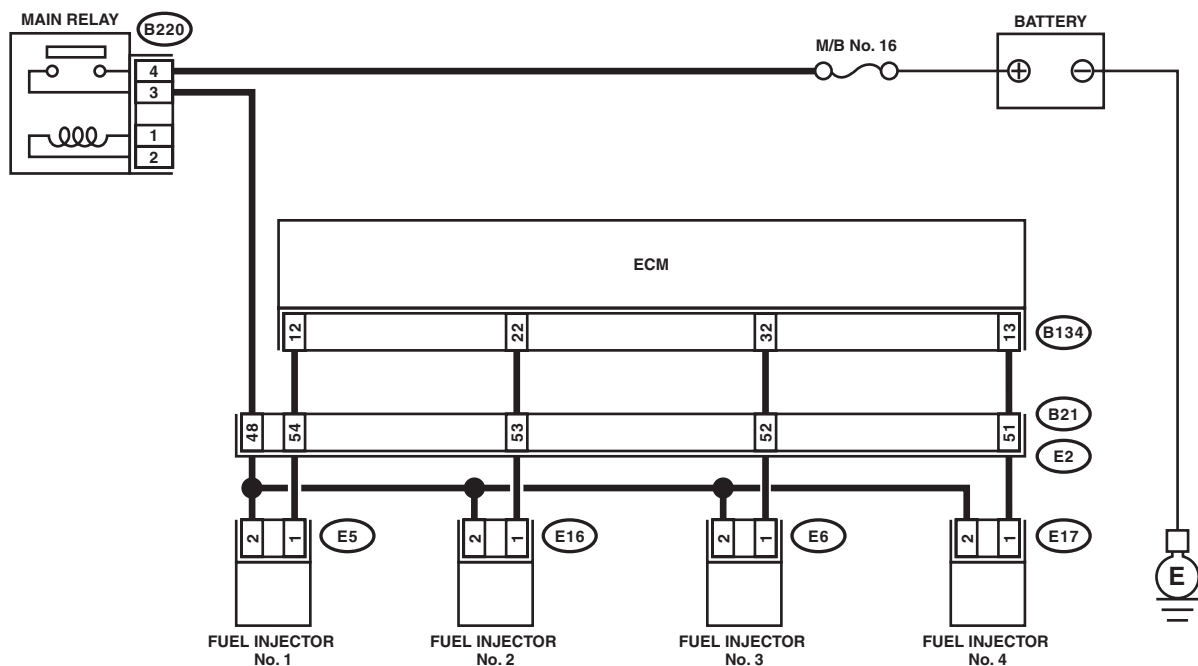 MAIN RELAY
B220
BATTERY
M/B No. 16
4
3
1
2
ECM
12
22
32
13
B134
48
54
53
52
51
B21
E2
2
1
E5
2
1
E16
2
1
E6
2
1
E17
E
FUEL INJECTOR
No. 1
FUEL INJECTOR
No. 2
FUEL INJECTOR
No. 3
FUEL INJECTOR
No. 4